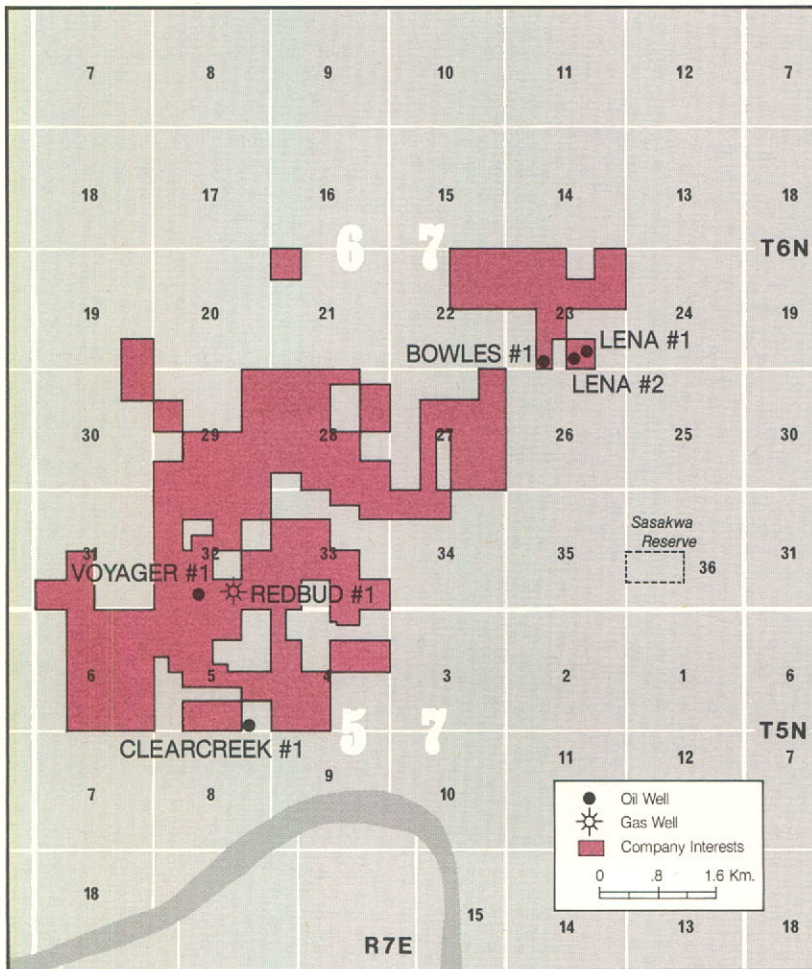 7 8 9 10 11 12 7
18 17 16 15 14 13 18
6 7 T6N
19 20 21 22 23 24 19
BOWLES #1 LENA #1
LENA #2
30 29 28 27 26 25 30
Sasakwa
Reserve
31 32 33 34 35 36 31
VOYAGER #1 REDBUD #1
6 5 4 3 2 1 6
5 7 T5N
CLEARCREEK #1
7 8 9 10 11 12 7
Oil Well
Gas Well
Company Interests
0 .8 1.6 Km.
18 15 14 13 18
R7E